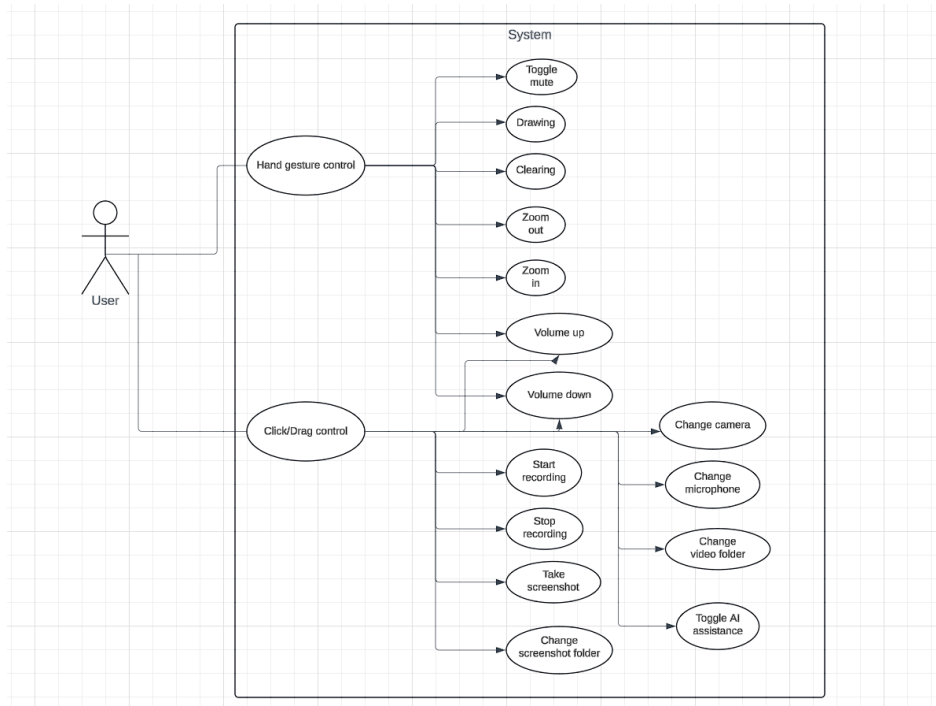 System
Toggle
mute
Drawing
Hand gesture control
Clearing
Zoom
out
Zoom
in
User
Volume up
Volume down
Click/Drag control
Change camera
Start
recording
Change
microphone
Stop
recording
Change
video folder
Take
screenshot
Toggle AI
assistance
Change
screenshot folder